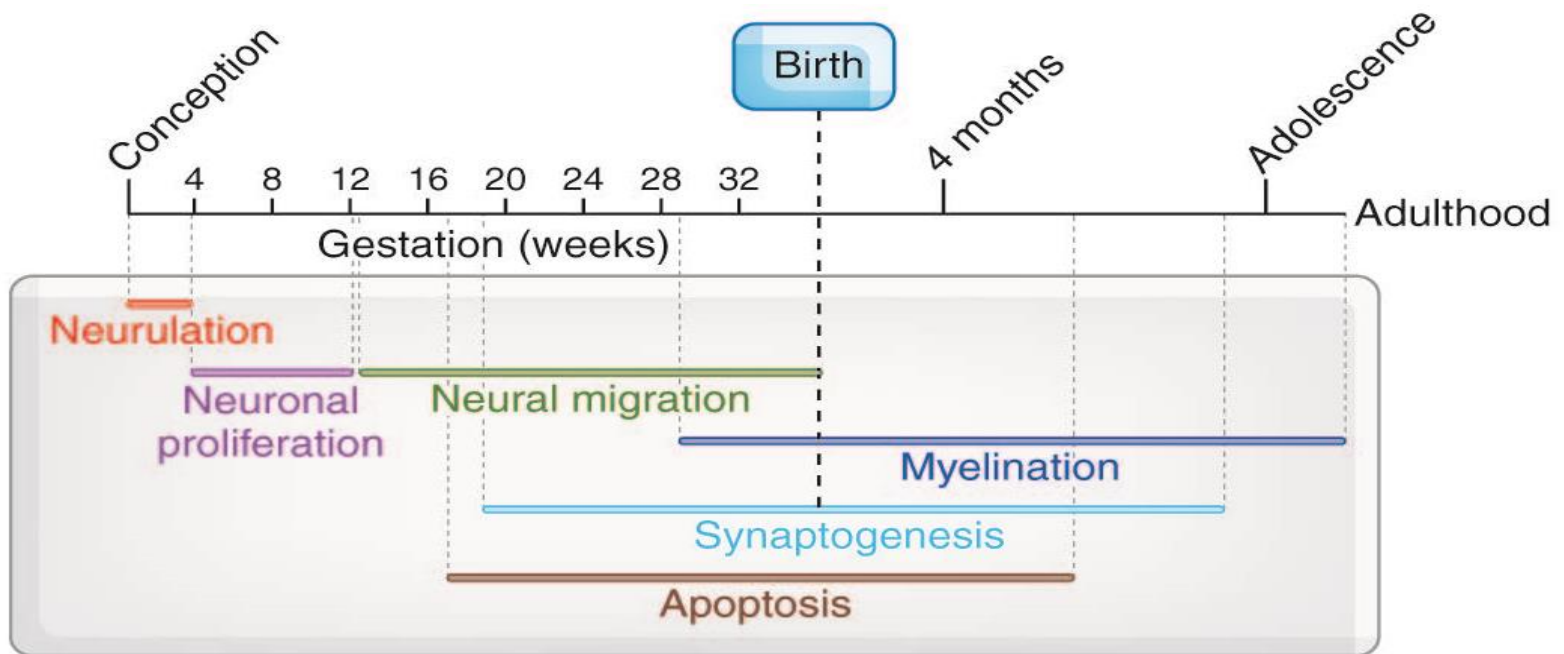 Conception
Birth
4 months
Adolescence
4 8 12 16 20 24 28 32
Adulthood
Gestation (weeks)
Neurulation
Neuronal
proliferation
Neural migration
Myelination
Synaptogenesis
Apoptosis